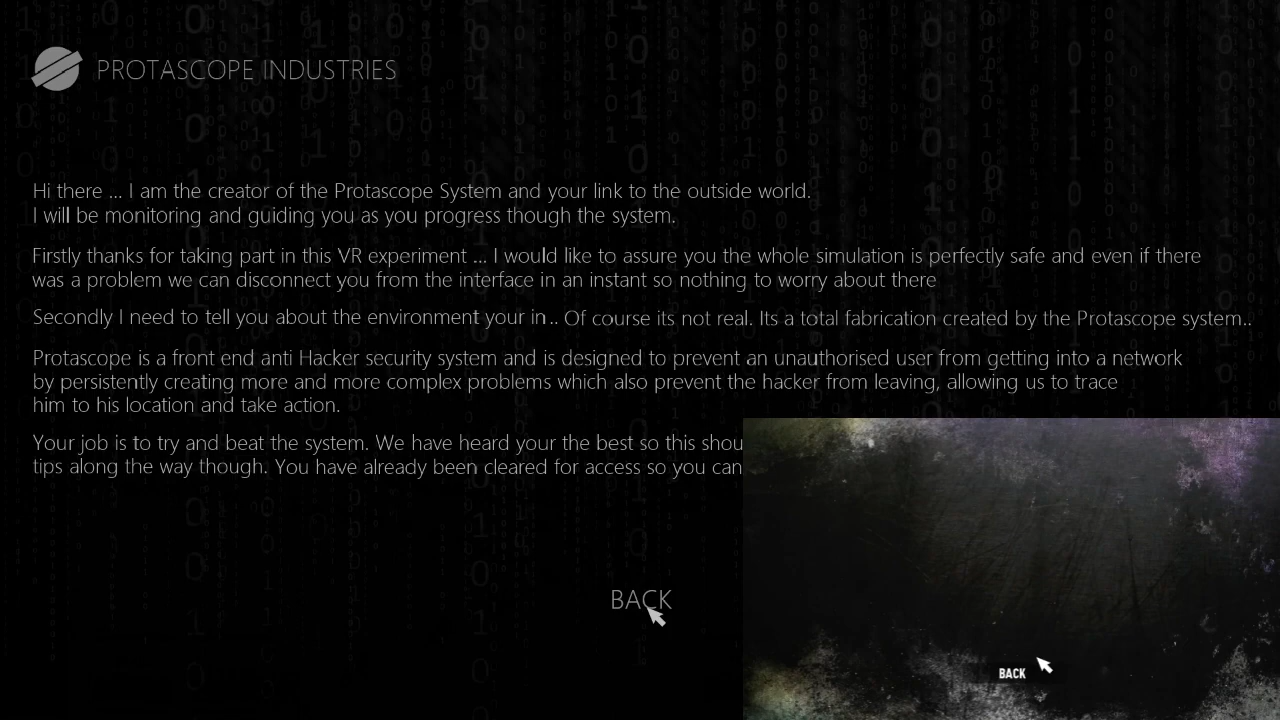 PROTASCOPE INDUSTRIES
Hi there ... I am the creator of the Protascope System and your link to the outside world.
I will be monitoring and guiding you as you progress though the system.
Firstly thanks for taking part in this VR experiment ... I would like to assure you the whole simulation is perfectly safe and even if there
was a problem we can disconnect you from the interface in an instant so nothing to worry about there
Secondly I need to tell you about the environment your in .. Of course its not real. Its a total fabrication created by the Protascope system..
Protascope is a front end anti Hacker security system and is designed to prevent an unauthorised user from getting into a network
by persistently creating more and more complex problems which also prevent the hacker from leaving, allowing us to trace
him to his location and take action.
Your job is to try and beat the system. We have heard your the best so this shou
tips along the way though. You have already been cleared for access so you can
BACK
BACK